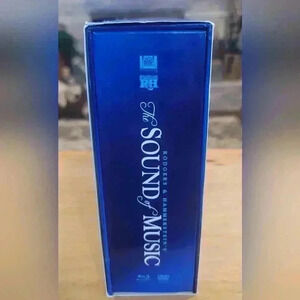 RODGERS & HAMMERSTEIN'S
The SOUND of MUSIC